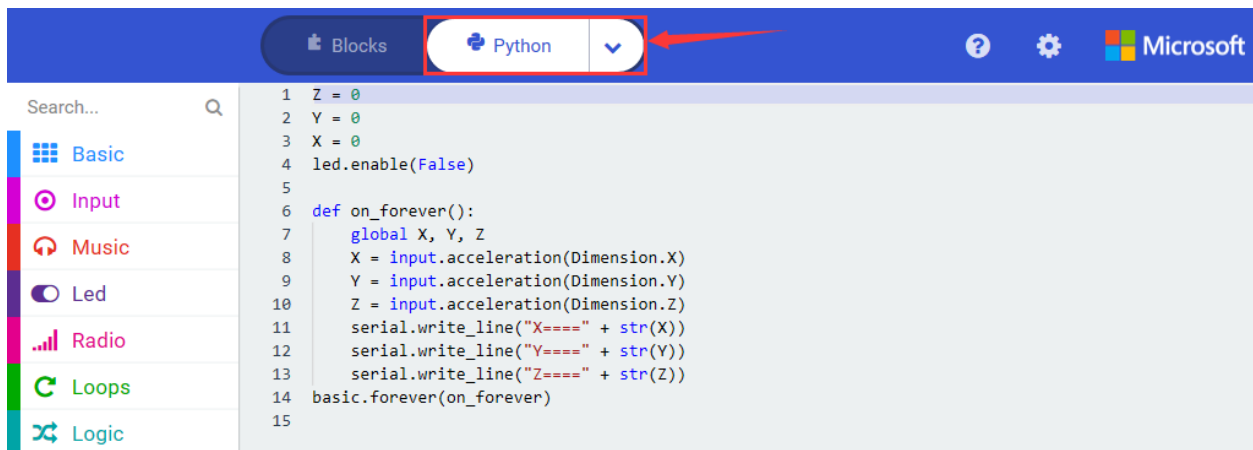 Blocks Python Microsoft
Search...
Basic
Input
Music
Led
Radio
Loops
Logic
1 Z = 0
2 Y = 0
3 X = 0
4 led.enable(False)
5
6 def on_forever():
7     global X, Y, Z
8     X = input.acceleration(Dimension.X)
9     Y = input.acceleration(Dimension.Y)
10     Z = input.acceleration(Dimension.Z)
11     serial.write_line("X====" + str(X))
12     serial.write_line("Y====" + str(Y))
13     serial.write_line("Z====" + str(Z))
14 basic.forever(on_forever)
15